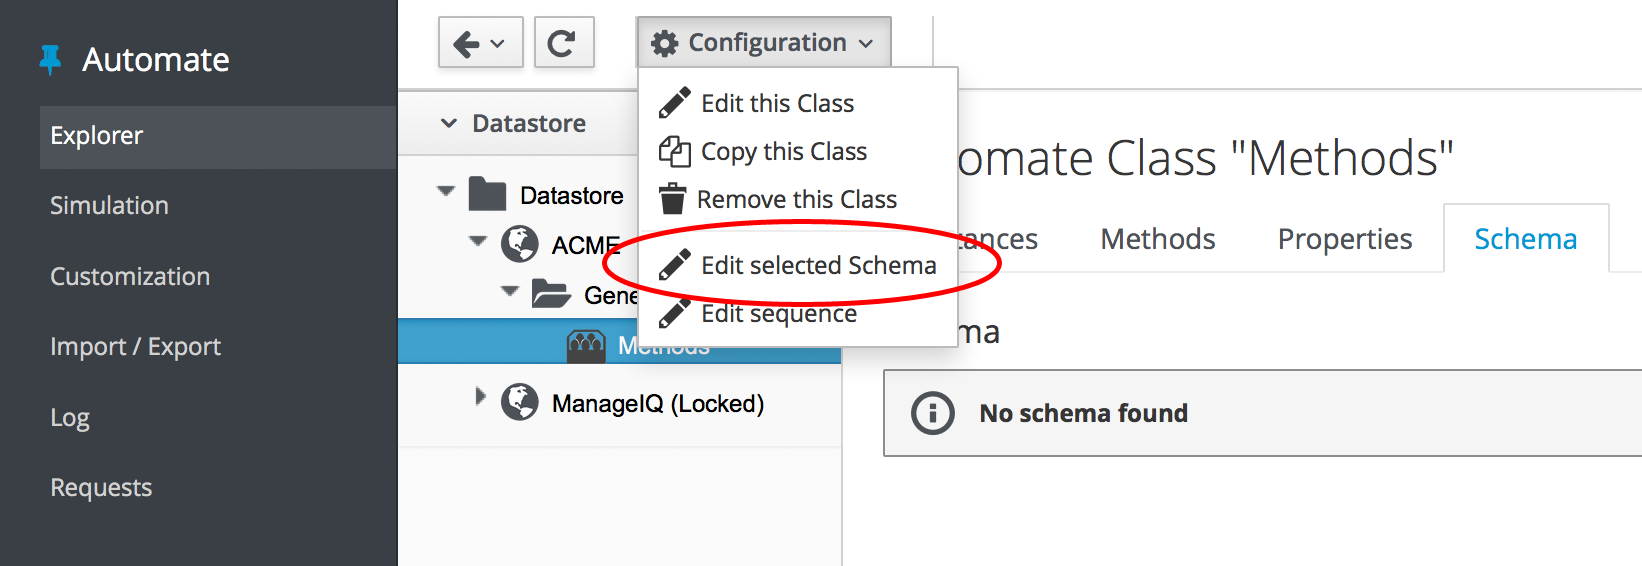 Automate
Explorer
Simulation
Customization
Import / Export
Log
Requests
Configuration
Edit this Class
Copy this Class
Remove this Class
Edit selected Schema
Edit sequence
Datastore
Datastore
ACME
Gene
Methods
ManageIQ (Locked)
omate Class "Methods"
ances
Methods
Properties
Schema
ma
No schema found